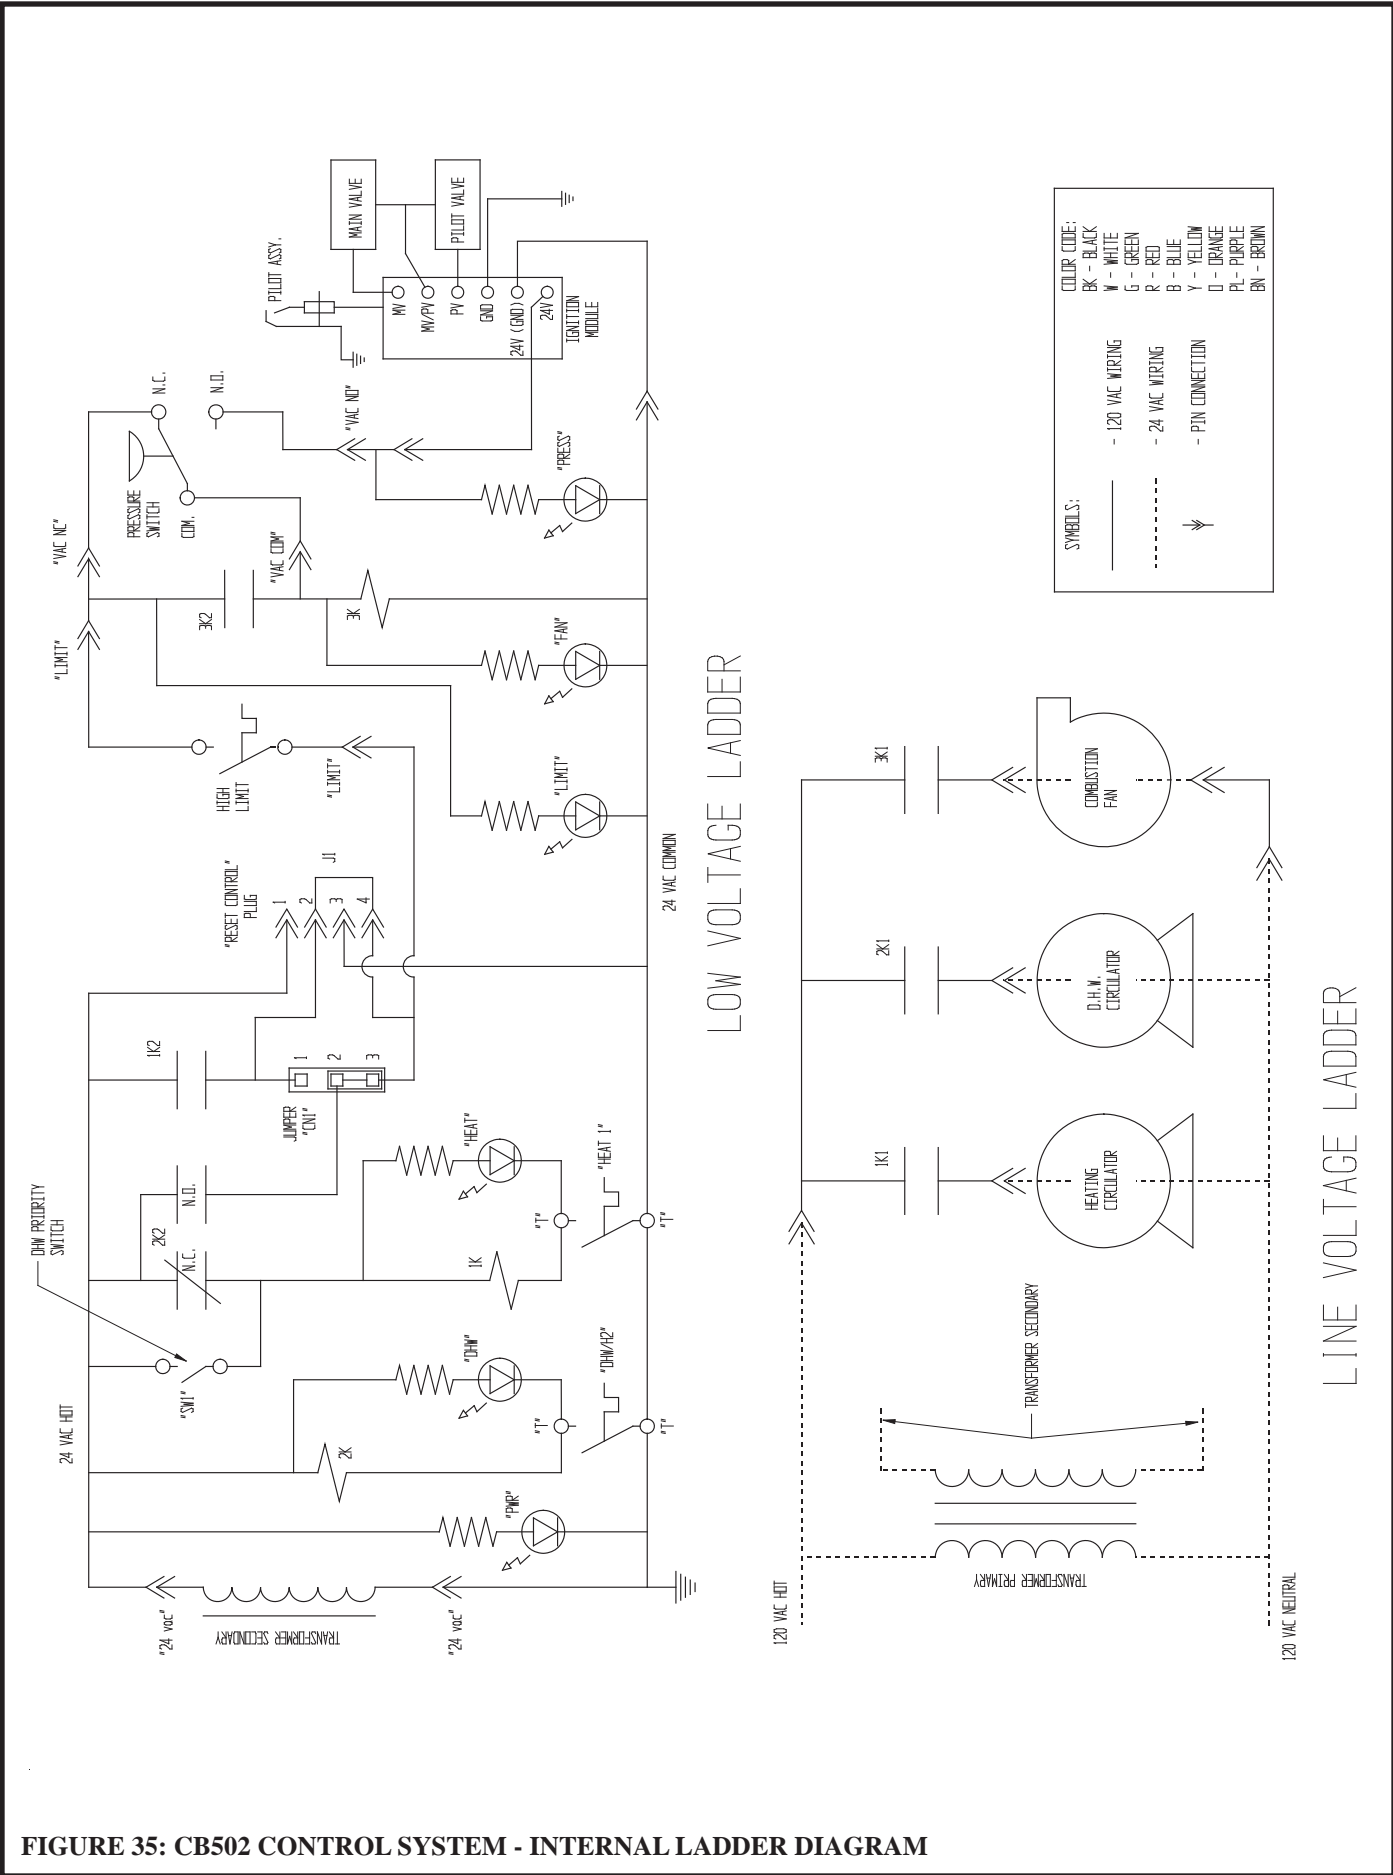 24 VAC HOT
"24 vac"
TRANSFORMER SECONDARY
"24 vac"
"PWR"
2K
"DHW"
"T"
"DHW/H2"
"T"
DHW PRIORITY
SWITCH
"SW1"
2K2
N.C.
N.O.
1K
"HEAT"
"T"
"HEAT 1"
"T"
1K2
JUMPER
"CN1"
1
2
3
"RESET CONTROL"
PLUG
1
2
3
4
J1
HIGH
LIMIT
"LIMIT"
"LIMIT"
"LIMIT"
24 VAC COMMON
"FAN"
3K2
3K
"VAC NC"
"VAC COM"
PRESSURE
SWITCH
COM.
N.C.
N.O.
"VAC NO"
"PRESS"
PILOT ASSY.
MAIN VALVE
PILOT VALVE
MV
MV/PV
PV
GND
24V (GND)
24V
IGNITION
MODULE
LOW VOLTAGE LADDER
120 VAC HOT
120 VAC NEUTRAL
TRANSFORMER PRIMARY
TRANSFORMER SECONDARY
1K1
HEATING
CIRCULATOR
2K1
D.H.W.
CIRCULATOR
3K1
COMBUSTION
FAN
SYMBOLS:
- 120 VAC WIRING
- 24 VAC WIRING
- PIN CONNECTION
COLOR CODE:
BK - BLACK
W - WHITE
G - GREEN
R - RED
B - BLUE
Y - YELLOW
O - ORANGE
PL - PURPLE
BN - BROWN
LINE VOLTAGE LADDER
FIGURE 35: CB502 CONTROL SYSTEM - INTERNAL LADDER DIAGRAM